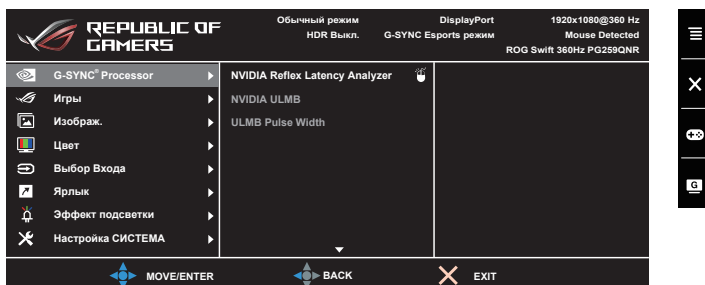 REPUBLIC OF
GAMERS
Обычный режим DisplayPort 1920x1080@360 Hz
HDR Выкл. G-SYNC Esports режим Mouse Detected
ROG Swift 360Hz PG259QNR
G-SYNC® Processor
Игры
Изображ.
Цвет
Выбор Входа
Ярлык
Эффект подсветки
Настройка СИСТЕМА
NVIDIA Reflex Latency Analyzer
NVIDIA ULMB
ULMB Pulse Width
MOVE/ENTER BACK EXIT
G